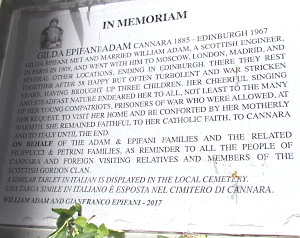 IN MEMORIAM
GILDA EPIFANI-ADAM CANNARA 1885 - EDINBURGH 1967
GILDA EPIFANI MET AND MARRIED WILLIAM ADAM, A SCOTTISH ENGINEER,
IN PARIS IN 1909, AND WENT WITH HIM TO MOSCOW, LONDON, MADRID, AND
SEVERAL OTHER LOCATIONS, ENDING IN EDINBURGH. THERE THEY REST
TOGETHER AFTER 58 HAPPY BUT OFTEN TURBOLENT AND WAR STRICKEN
YEARS, HAVING BROUGHT UP THREE CHILDREN. HER CHEERFUL SINGING
AND STEADFAST NATURE ENDEARED HER TO ALL, NOT LEAST TO THE MANY
OF HER YOUNG COMPATRIOTS, PRISONERS OF WAR WHO WERE ALLOWED, AT
HER REQUEST, TO VISIT HER HOME AND BE CONFORTED BY HER MOTHERLY
WARMTH. SHE REMAINED FAITHFUL TO HER CATHOLIC FAITH, TO CANNARA
AND TO ITALY UNTIL THE END.
ON BEHALF OF THE ADAM & EPIFANI FAMILIES AND THE RELATED
FILIPPUCCI & PETRINI FAMILIES, AS REMINDER TO ALL THE PEOPLE OF
CANNARA AND FOREIGN VISITING RELATIVES AND MEMBERS OF THE
SCOTTISH GORDON CLAN.
A SIMILAR TABLET IN ITALIAN IS DISPLAYED IN THE LOCAL CEMETERY.
UNA TARGA SIMILE IN ITALIANO È ESPOSTA NEL CIMITERO DI CANNARA.
WILLIAM ADAM AND GIANFRANCO EPIFANI - 2017